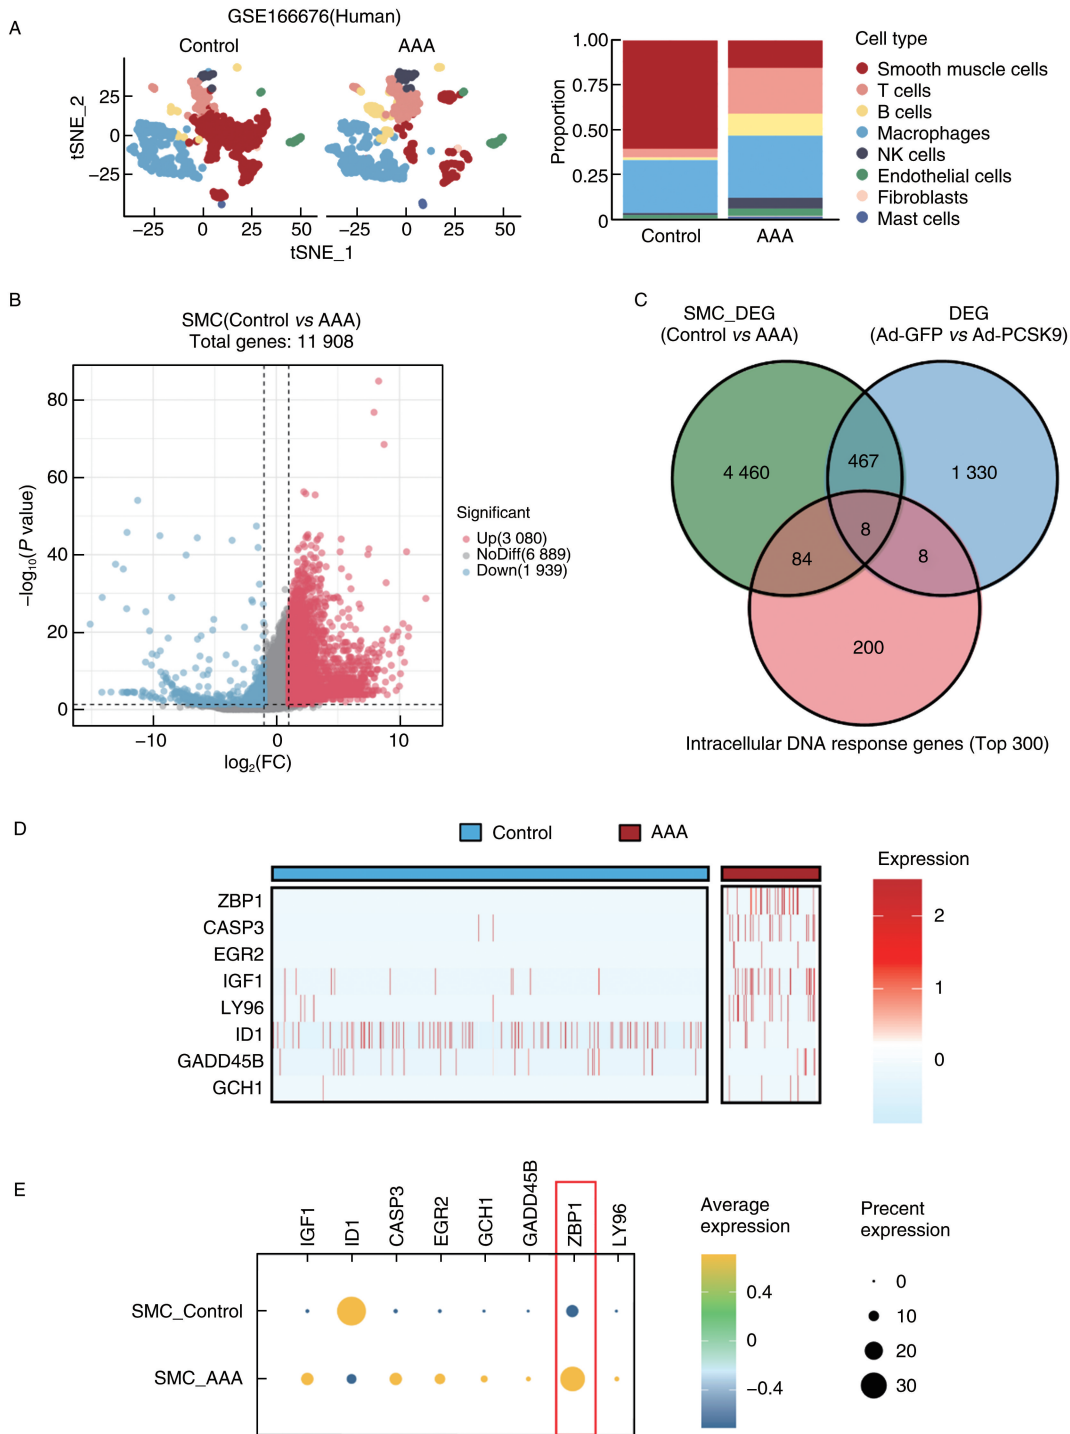 A
GSE166676(Human)
Control
AAA
tSNE_2
25
0
−25
−25
0
25
50
−25
0
25
50
tSNE_1
Proportion
1.00
0.75
0.50
0.25
0
Control
AAA
Cell type
Smooth muscle cells
T cells
B cells
Macrophages
NK cells
Endothelial cells
Fibroblasts
Mast cells
B
SMC(Control vs AAA)
Total genes: 11 908
−log10(P value)
80
60
40
20
0
−10
0
10
log2(FC)
Significant
Up(3 080)
NoDiff(6 889)
Down(1 939)
C
SMC_DEG
(Control vs AAA)
DEG
(Ad-GFP vs Ad-PCSK9)
4 460
467
1 330
8
84
8
200
Intracellular DNA response genes (Top 300)
D
Control
AAA
ZBP1
CASP3
EGR2
IGF1
LY96
ID1
GADD45B
GCH1
Expression
2
1
0
E
IGF1
ID1
CASP3
EGR2
GCH1
GADD45B
ZBP1
LY96
SMC_Control
SMC_AAA
Average
expression
0.4
0
−0.4
Precent
expression
0
10
20
30